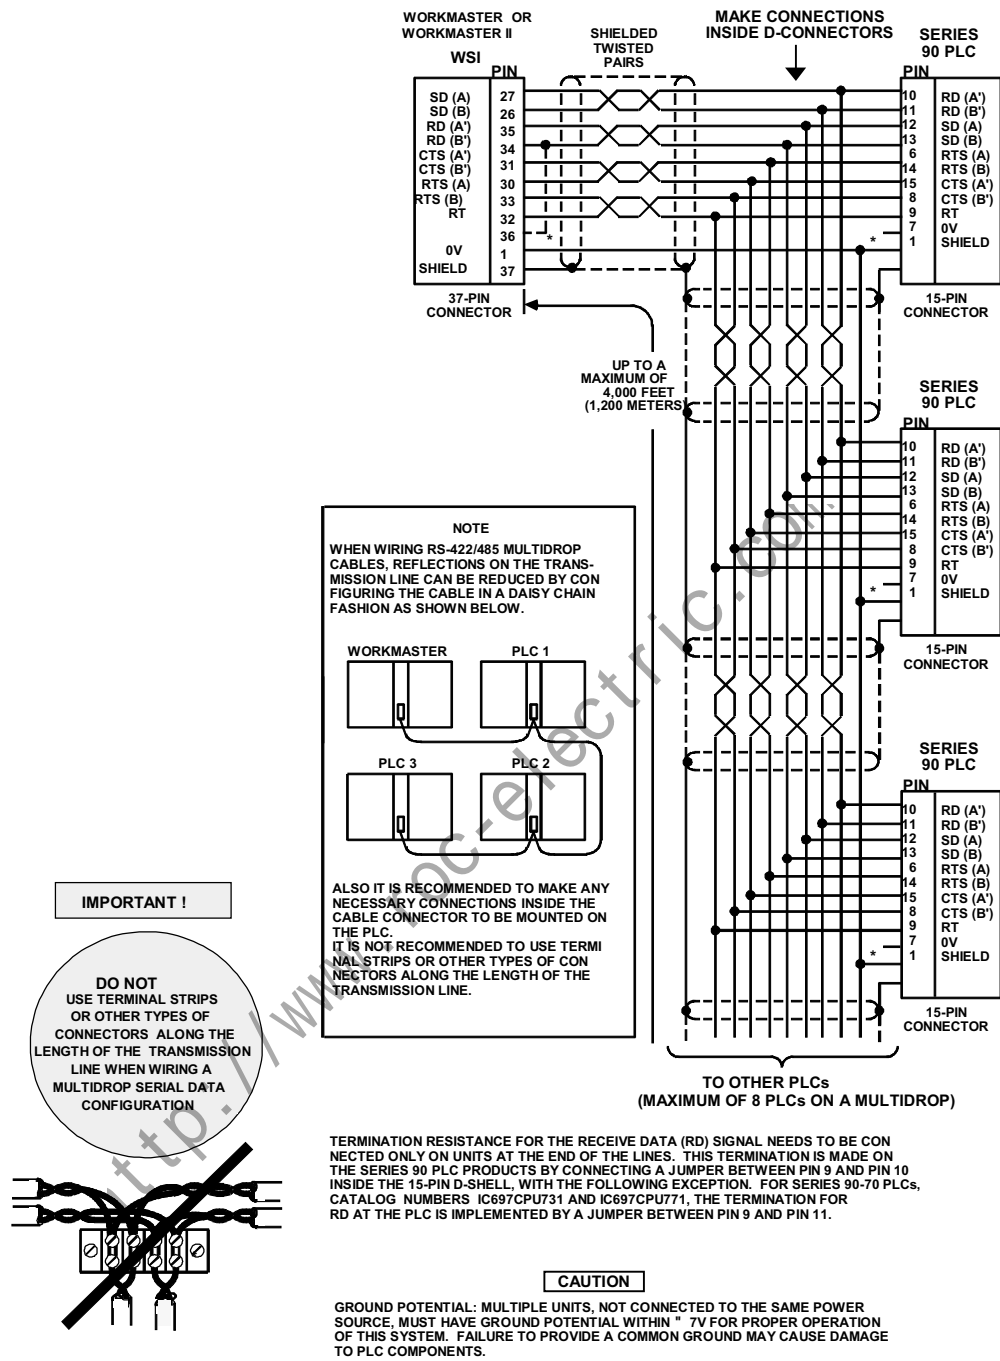 WORKMASTER OR
WORKMASTER II
WSI
PIN
SD (A) 27
SD (B) 26
RD (A') 35
RD (B') 34
CTS (A') 31
CTS (B') 30
RTS (A) 33
RTS (B) 32
RT 36
*
0V 1
SHIELD 37
37-PIN
CONNECTOR
SHIELDED
TWISTED
PAIRS
MAKE CONNECTIONS
INSIDE D-CONNECTORS
SERIES
90 PLC
PIN
10 RD (A')
11 RD (B')
12 SD (A)
13 SD (B)
6 RTS (A)
14 RTS (B)
15 CTS (A')
8 CTS (B')
9 RT
7 0V
* 1 SHIELD
15-PIN
CONNECTOR
UP TO A
MAXIMUM OF
4,000 FEET
(1,200 METERS)
SERIES
90 PLC
PIN
10 RD (A')
11 RD (B')
12 SD (A)
13 SD (B)
6 RTS (A)
14 RTS (B)
15 CTS (A')
8 CTS (B')
9 RT
7 0V
* 1 SHIELD
15-PIN
CONNECTOR
SERIES
90 PLC
PIN
10 RD (A')
11 RD (B')
12 SD (A)
13 SD (B)
6 RTS (A)
14 RTS (B)
15 CTS (A')
8 CTS (B')
9 RT
7 0V
* 1 SHIELD
15-PIN
CONNECTOR
NOTE
WHEN WIRING RS-422/485 MULTIDROP
CABLES, REFLECTIONS ON THE TRANS-
MISSION LINE CAN BE REDUCED BY CON
FIGURING THE CABLE IN A DAISY CHAIN
FASHION AS SHOWN BELOW.
WORKMASTER PLC 1
PLC 3 PLC 2
ALSO IT IS RECOMMENDED TO MAKE ANY
NECESSARY CONNECTIONS INSIDE THE
CABLE CONNECTOR TO BE MOUNTED ON
THE PLC.
IT IS NOT RECOMMENDED TO USE TERMI
NAL STRIPS OR OTHER TYPES OF CON
NECTORS ALONG THE LENGTH OF THE
TRANSMISSION LINE.
IMPORTANT !
DO NOT
USE TERMINAL STRIPS
OR OTHER TYPES OF
CONNECTORS ALONG THE
LENGTH OF THE TRANSMISSION
LINE WHEN WIRING A
MULTIDROP SERIAL DATA
CONFIGURATION
TO OTHER PLCs
(MAXIMUM OF 8 PLCs ON A MULTIDROP)
TERMINATION RESISTANCE FOR THE RECEIVE DATA (RD) SIGNAL NEEDS TO BE CON
NECTED ONLY ON UNITS AT THE END OF THE LINES. THIS TERMINATION IS MADE ON
THE SERIES 90 PLC PRODUCTS BY CONNECTING A JUMPER BETWEEN PIN 9 AND PIN 10
INSIDE THE 15-PIN D-SHELL, WITH THE FOLLOWING EXCEPTION. FOR SERIES 90-70 PLCs,
CATALOG NUMBERS IC697CPU731 AND IC697CPU771, THE TERMINATION FOR
RD AT THE PLC IS IMPLEMENTED BY A JUMPER BETWEEN PIN 9 AND PIN 11.
CAUTION
GROUND POTENTIAL: MULTIPLE UNITS, NOT CONNECTED TO THE SAME POWER
SOURCE, MUST HAVE GROUND POTENTIAL WITHIN " 7V FOR PROPER OPERATION
OF THIS SYSTEM. FAILURE TO PROVIDE A COMMON GROUND MAY CAUSE DAMAGE
TO PLC COMPONENTS.
http://www.roc-electric.com